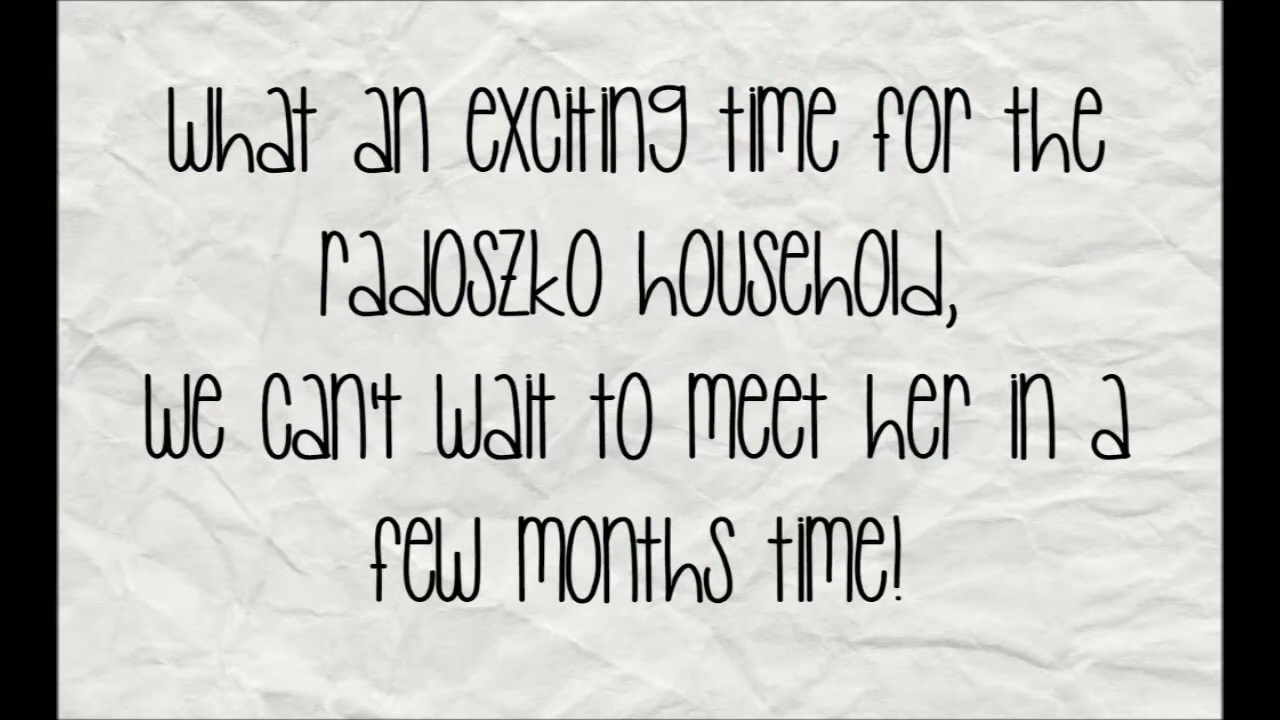 What an exciting time for the
radoszko household,
we can't wait to meet her in a
few months time!